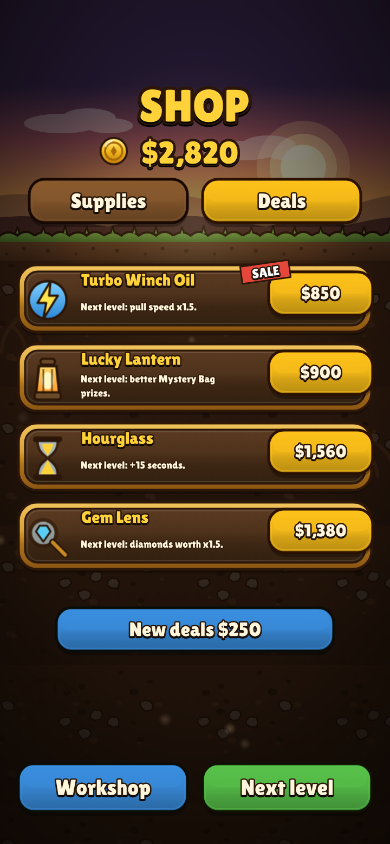 SHOP
$2,820
Supplies
Deals
SALE
Turbo Winch Oil
Next level: pull speed x1.5.
$850
Lucky Lantern
Next level: better Mystery Bag
prizes.
$900
Hourglass
Next level: +15 seconds.
$1,560
Gem Lens
Next level: diamonds worth x1.5.
$1,380
New deals $250
Workshop
Next level